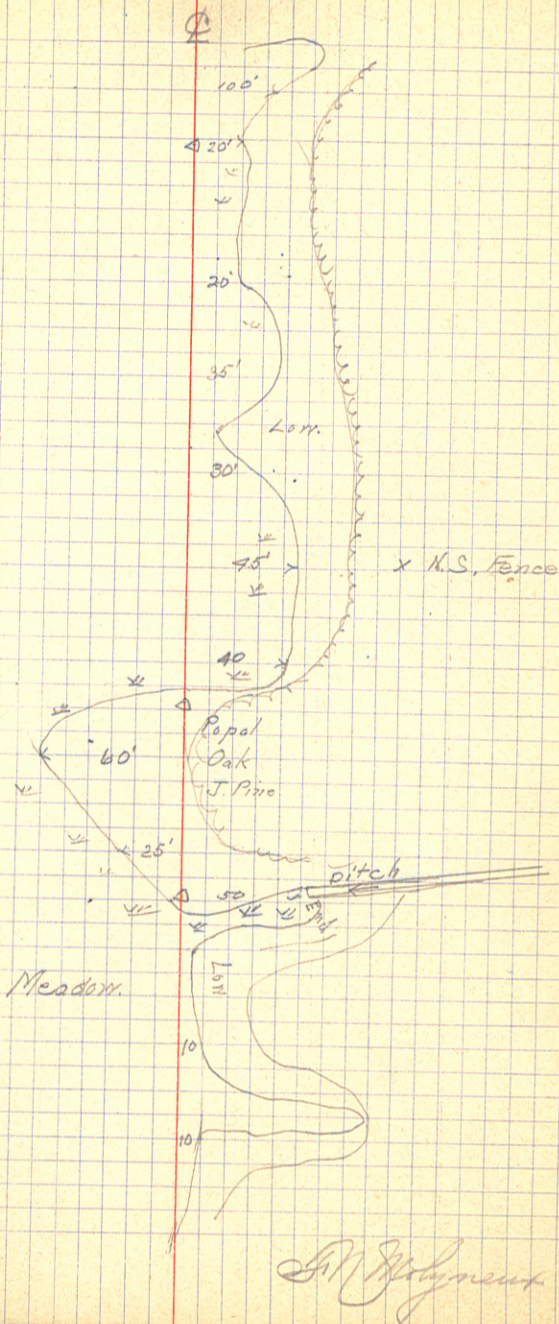 ℄
100'
20'
20'
35'
Low.
30'
45'
x N.S. Fence
40
Popal
Oak
J. Pine
60'
25'
Ditch
50
End
Low
Meadow.
10
10
F. N. Molyneux